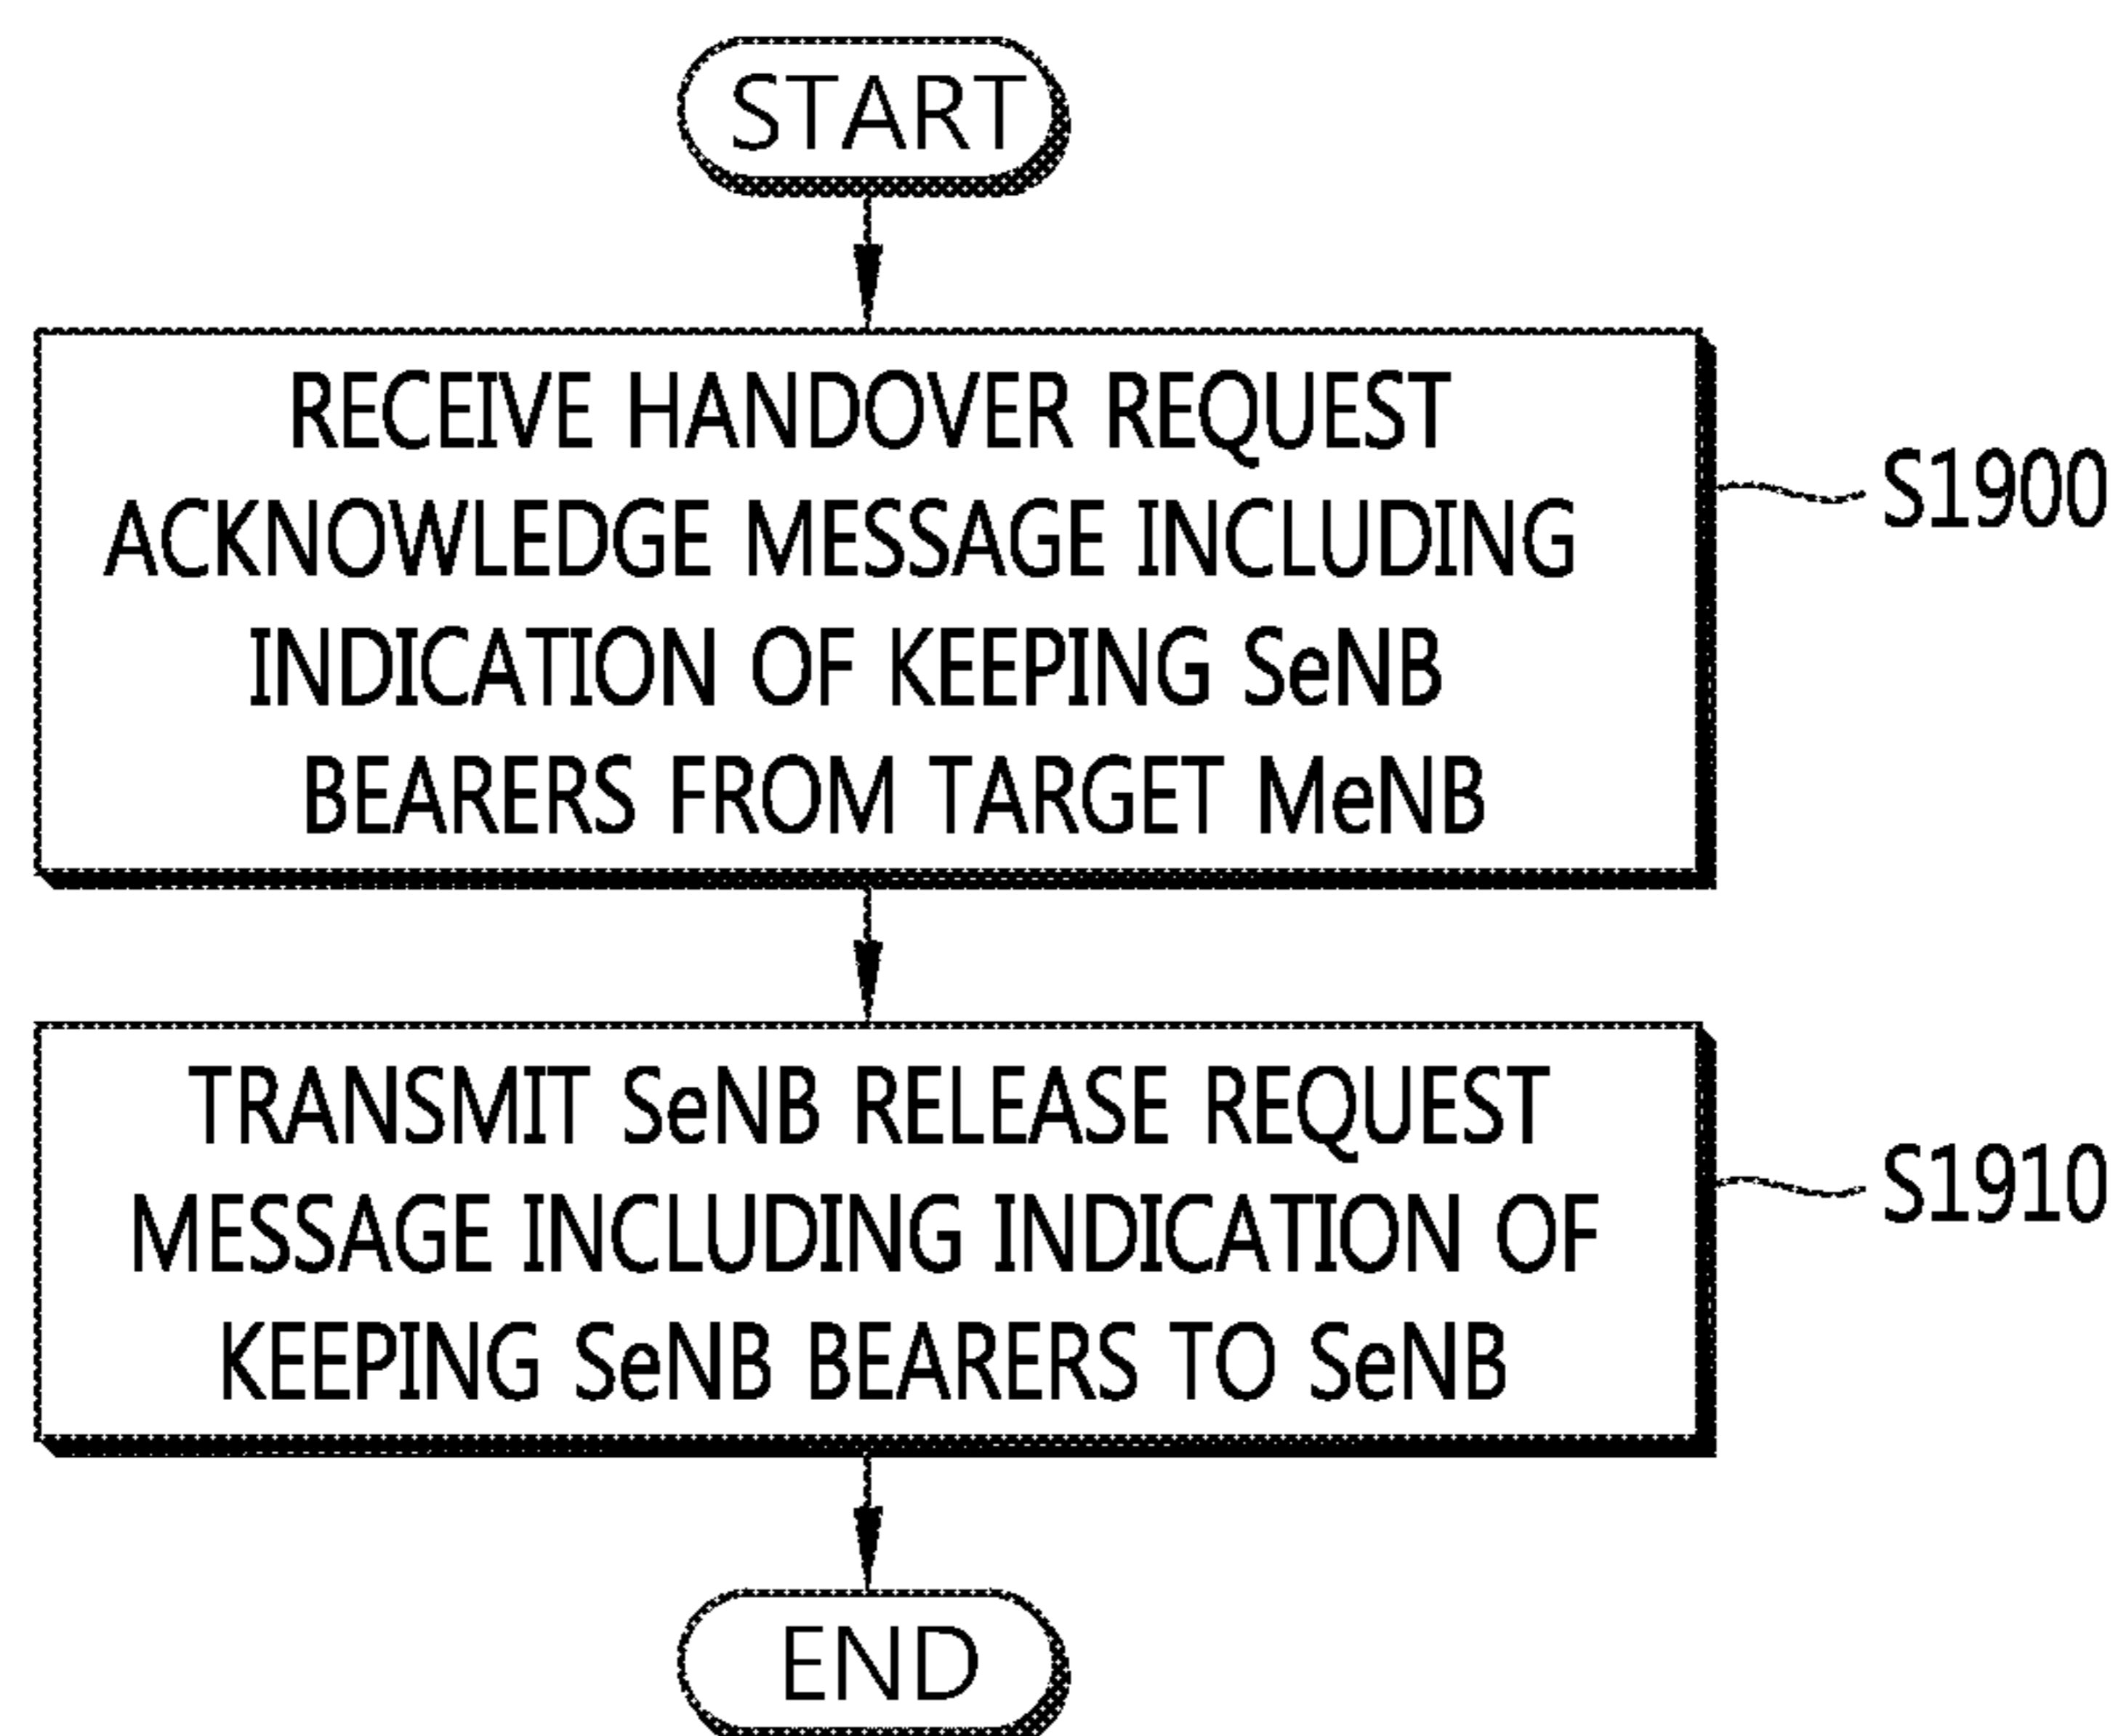 START
RECEIVE HANDOVER REQUEST
ACKNOWLEDGE MESSAGE INCLUDING
INDICATION OF KEEPING SeNB
BEARERS FROM TARGET MeNB
S1900
TRANSMIT SeNB RELEASE REQUEST
MESSAGE INCLUDING INDICATION OF
KEEPING SeNB BEARERS TO SeNB
S1910
END